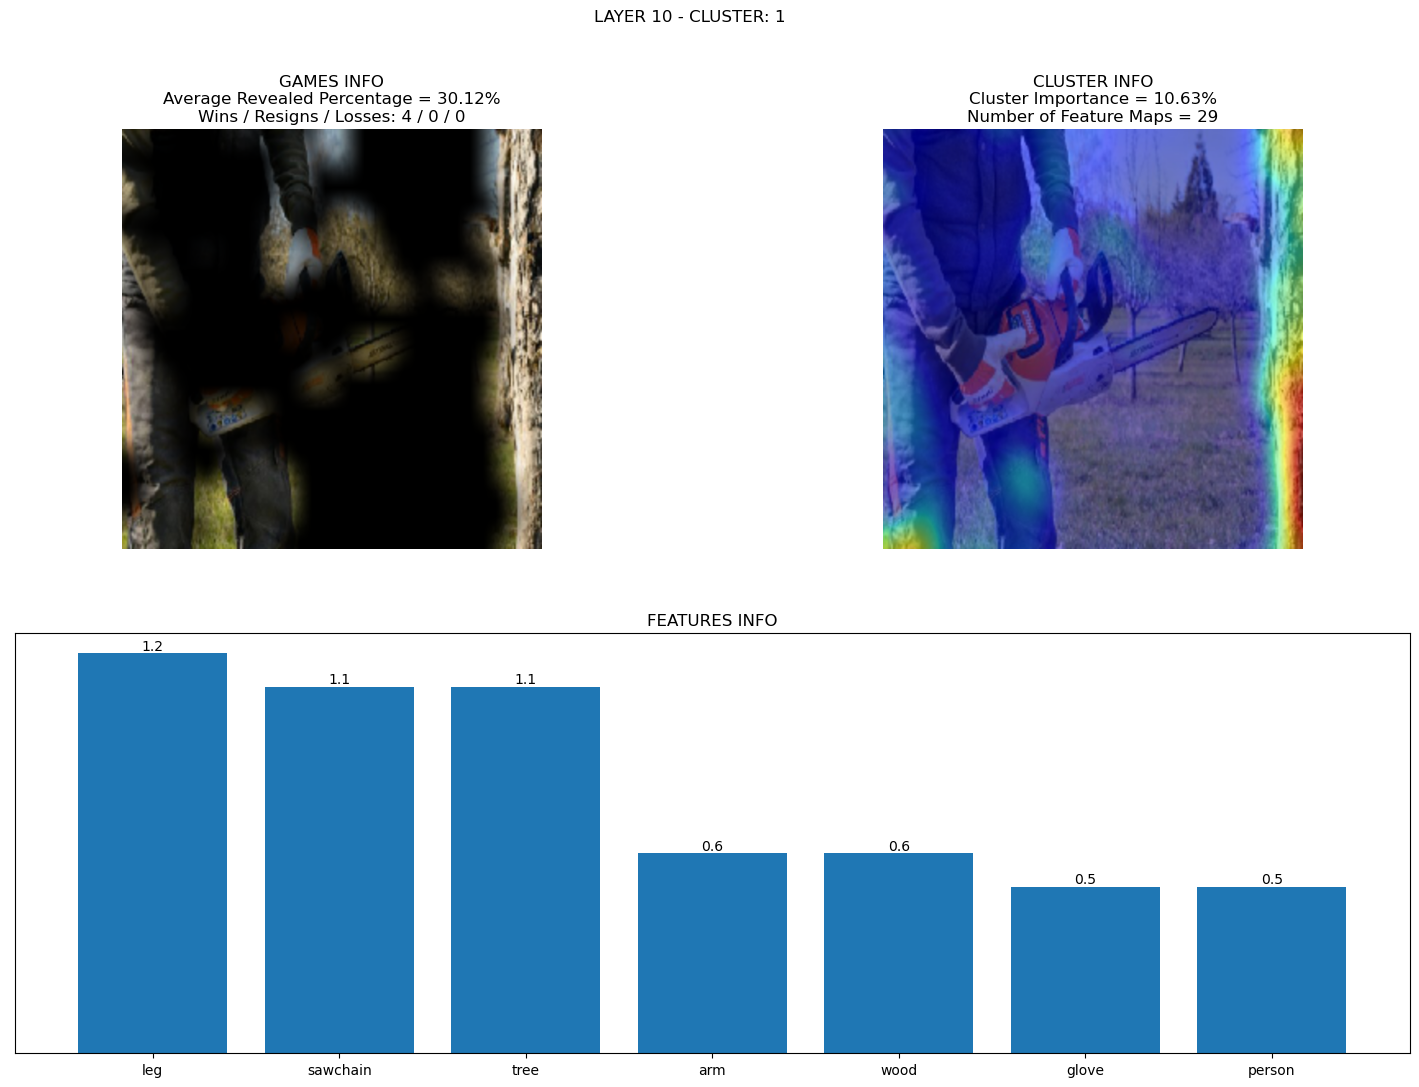 LAYER 10 - CLUSTER: 1
GAMES INFO
Average Revealed Percentage = 30.12%
Wins / Resigns / Losses: 4 / 0 / 0
CLUSTER INFO
Cluster Importance = 10.63%
Number of Feature Maps = 29
FEATURES INFO
1.2
1.1
1.1
0.6
0.6
0.5
0.5
leg
sawchain
tree
arm
wood
glove
person